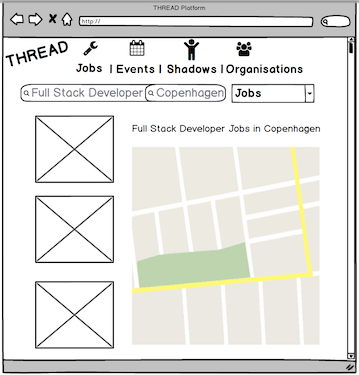 THREAD Platform
http://
THREAD
Jobs | Events | Shadows | Organisations
Full Stack Developer Copenhagen Jobs
Full Stack Developer Jobs in Copenhagen